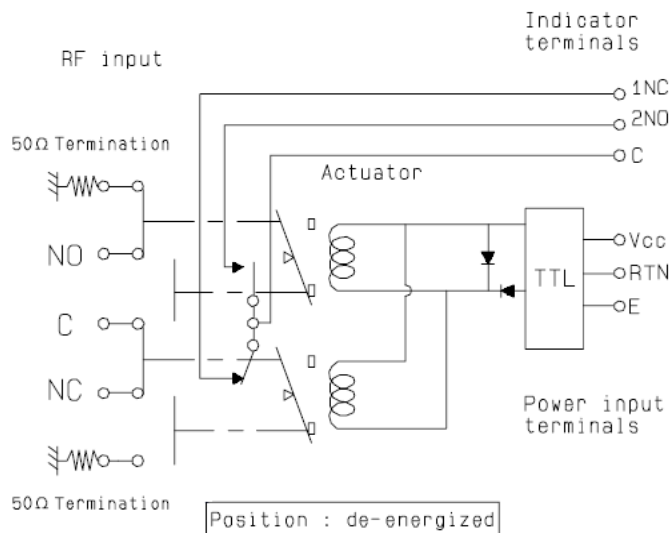 Indicator
terminals
RF input
1NC
2NO
C
50Ω Termination
Actuator
NO
Vcc
TTL
RTN
E
C
NC
Power input
terminals
50Ω Termination
Position : de-energized